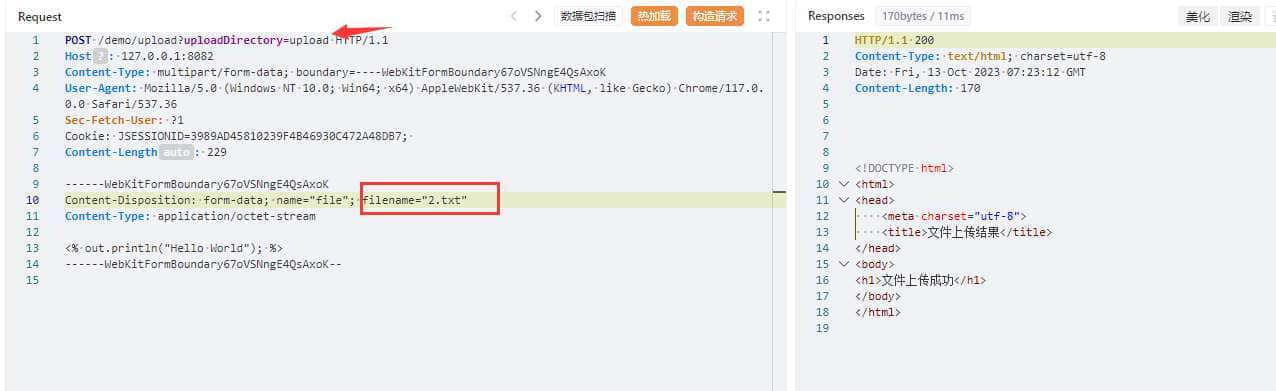 Request
数据包扫描
热加载
构造请求
1 POST /demo/upload?uploadDirectory=upload HTTP/1.1
2 Host ? : 127.0.0.1:8082
3 Content-Type: multipart/form-data; boundary=----WebKitFormBoundary67oVSNngE4QsAxoK
4 User-Agent: Mozilla/5.0 (Windows NT 10.0; Win64; x64) AppleWebKit/537.36 (KHTML, like Gecko) Chrome/117.0.
0.0 Safari/537.36
5 Sec-Fetch-User: ?1
6 Cookie: JSESSIONID=3989AD45810239F4B46930C472A48DB7;
7 Content-Length auto : 229
8
9 ------WebKitFormBoundary67oVSNngE4QsAxoK
10 Content-Disposition: form-data; name="file"; filename="2.txt"
11 Content-Type: application/octet-stream
12
13 <% out.println("Hello World"); %>
14 ------WebKitFormBoundary67oVSNngE4QsAxoK--
15
Responses 170bytes / 11ms
美化
渲染
1 HTTP/1.1 200
2 Content-Type: text/html; charset=utf-8
3 Date: Fri, 13 Oct 2023 07:23:12 GMT
4 Content-Length: 170
5
6
7
8
9 <!DOCTYPE html>
10 <html>
11 <head>
12 <meta charset="utf-8">
13 <title>文件上传结果</title>
14 </head>
15 <body>
16 <h1>文件上传成功</h1>
17 </body>
18 </html>
19